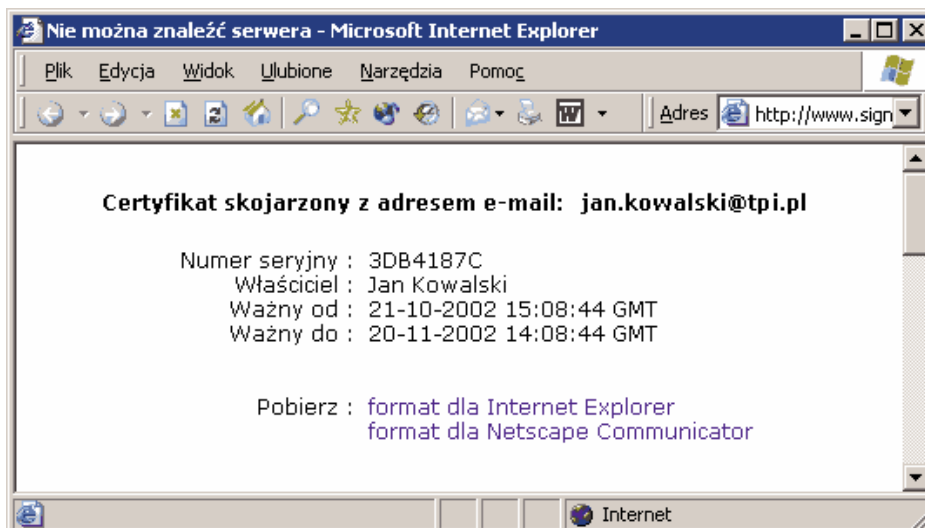 Nie można znaleźć serwera - Microsoft Internet Explorer
Plik Edycja Widok Ulubione Narzędzia Pomoc
Adres http://www.sign
Certyfikat skojarzony z adresem e-mail: jan.kowalski@tpi.pl
Numer seryjny : 3DB4187C
Właściciel : Jan Kowalski
Ważny od : 21-10-2002 15:08:44 GMT
Ważny do : 20-11-2002 14:08:44 GMT
Pobierz : format dla Internet Explorer
format dla Netscape Communicator
Internet